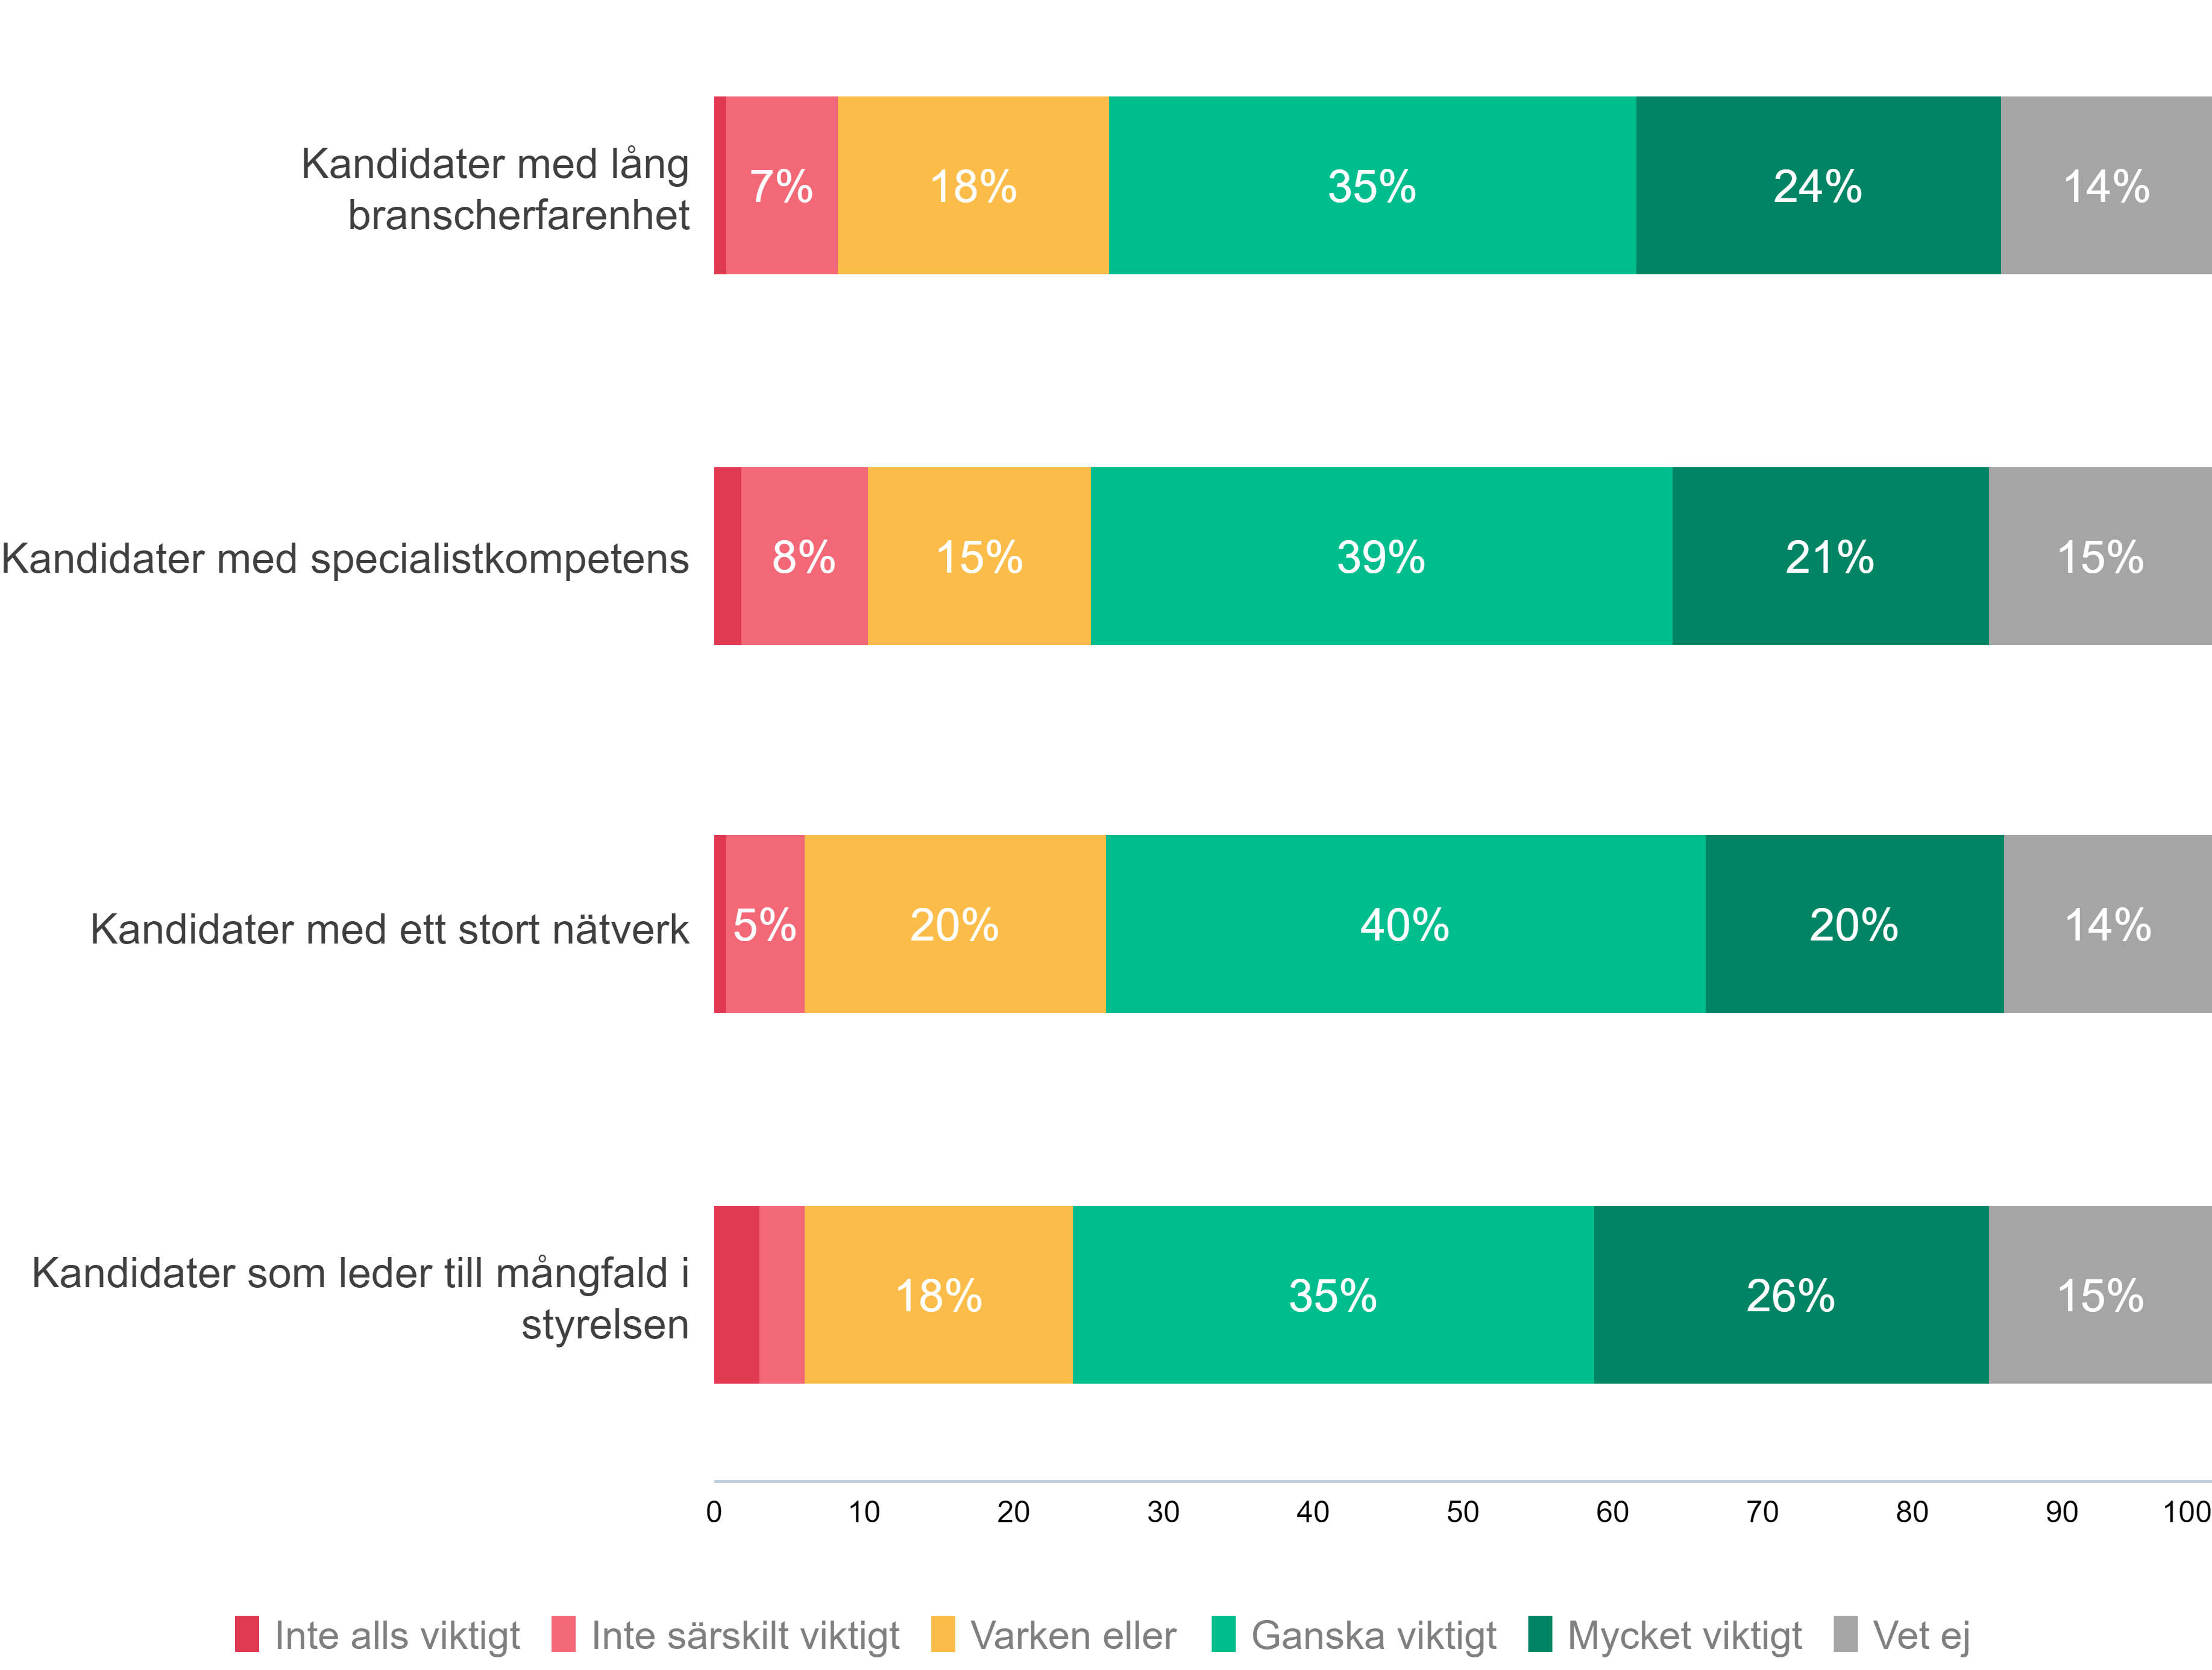 Kandidater med lång
branscherfarenhet
7% 18% 35% 24% 14%
Kandidater med specialistkompetens
8% 15% 39% 21% 15%
Kandidater med ett stort nätverk
5% 20% 40% 20% 14%
Kandidater som leder till mångfald i
styrelsen
18% 35% 26% 15%
0 10 20 30 40 50 60 70 80 90 100
Inte alls viktigt Inte särskilt viktigt Varken eller Ganska viktigt Mycket viktigt Vet ej